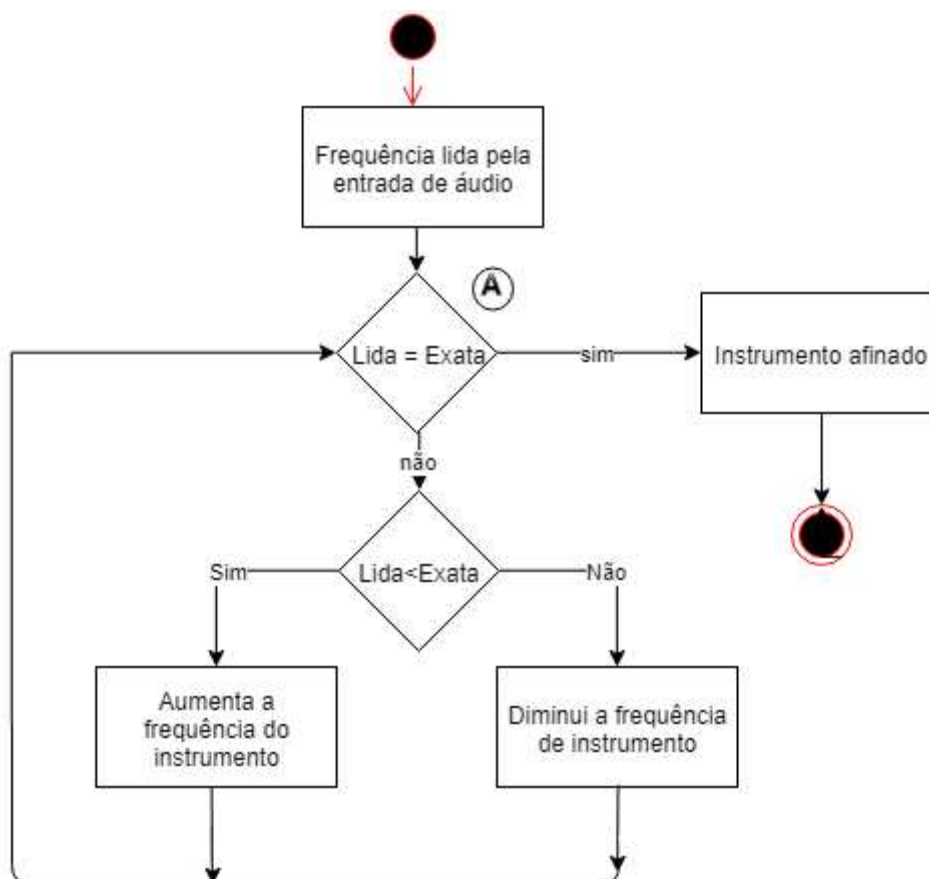 Frequência lida pela
entrada de áudio
A
Lida = Exata
sim
Instrumento afinado
não
Lida<Exata
Sim
Não
Aumenta a
frequência do
instrumento
Diminui a frequência
de instrumento